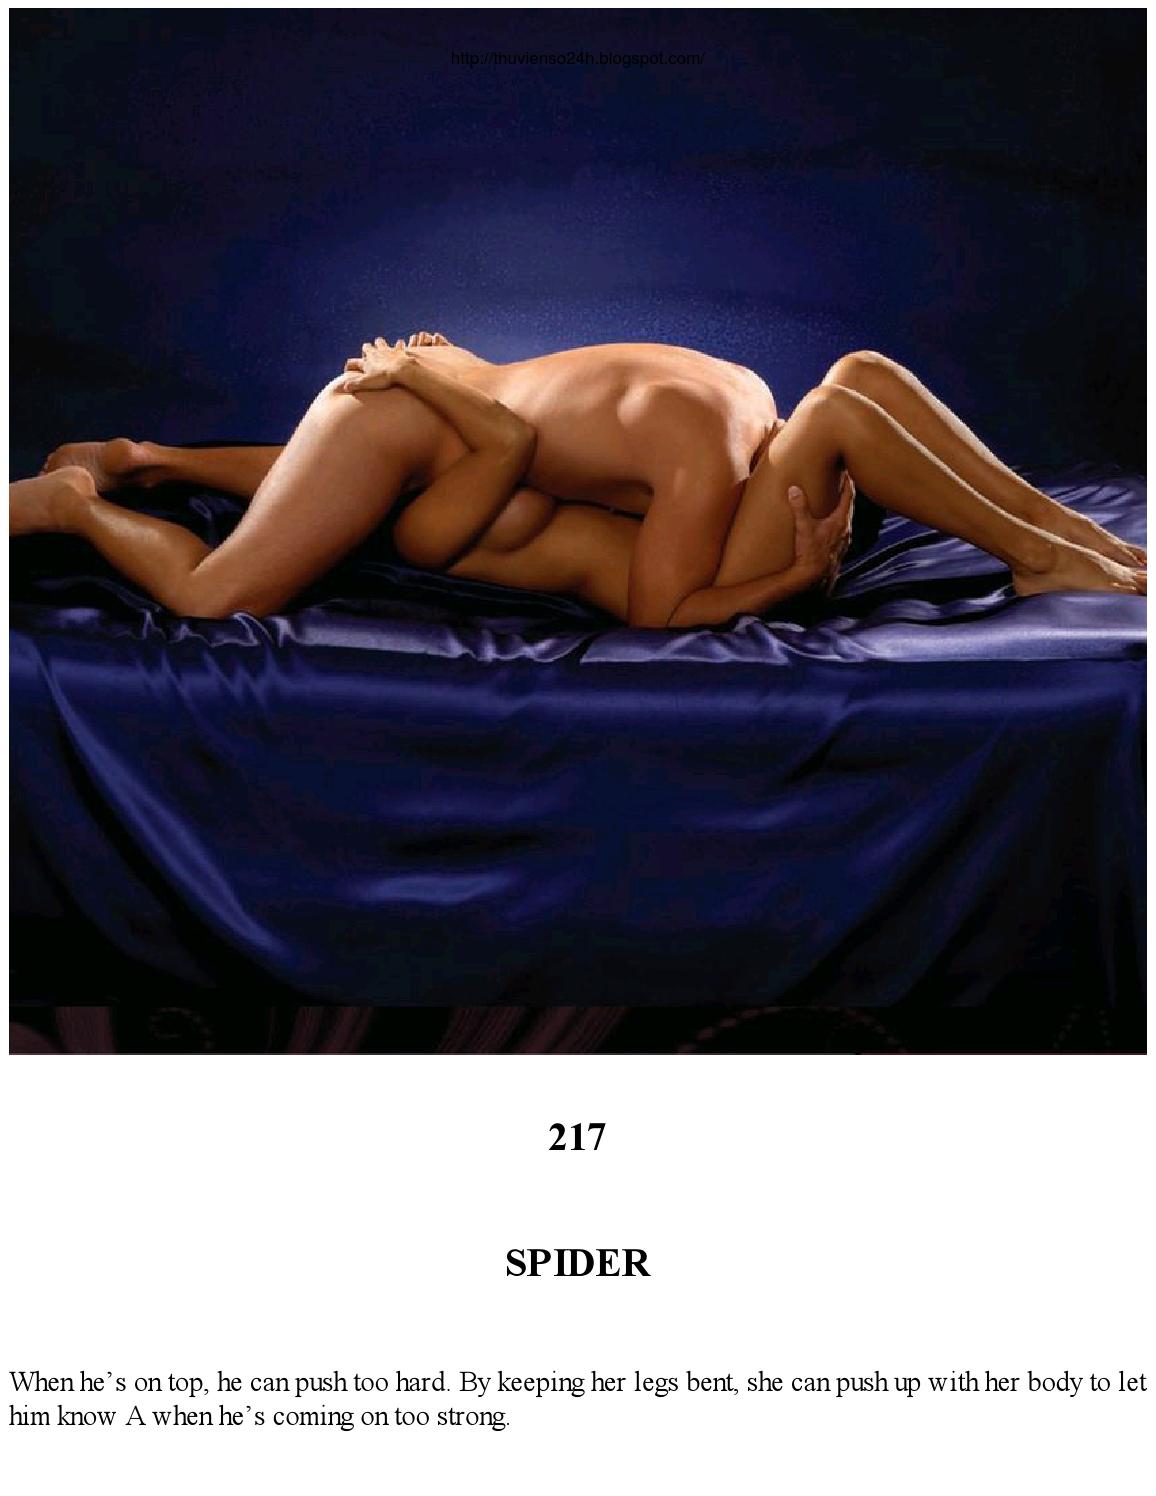 http://thuvienso24h.blogspot.com/
217
SPIDER
When he's on top, he can push too hard. By keeping her legs bent, she can push up with her body to let
him know A when he's coming on too strong.